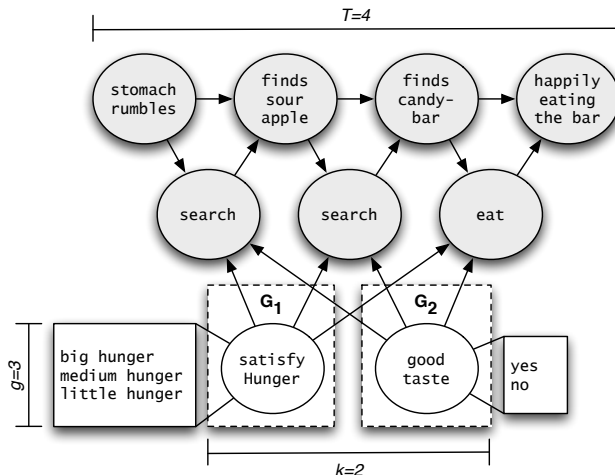 T=4
stomach
rumbles
finds
sour
apple
finds
candy-
bar
happily
eating
the bar
search
search
eat
G1
G2
g=3
big hunger
medium hunger
little hunger
satisfy
Hunger
good
taste
yes
no
k=2